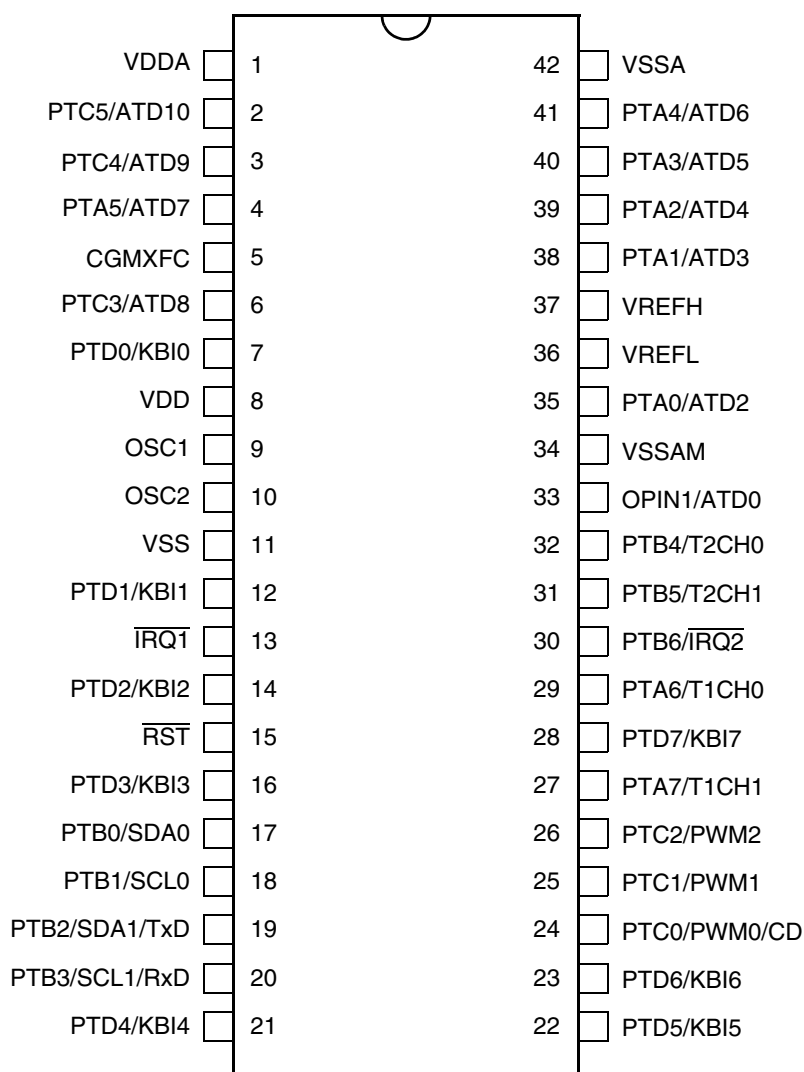 VDDA 1 42 VSSA
PTC5/ATD10 2 41 PTA4/ATD6
PTC4/ATD9 3 40 PTA3/ATD5
PTA5/ATD7 4 39 PTA2/ATD4
CGMXFC 5 38 PTA1/ATD3
PTC3/ATD8 6 37 VREFH
PTD0/KBI0 7 36 VREFL
VDD 8 35 PTA0/ATD2
OSC1 9 34 VSSAM
OSC2 10 33 OPIN1/ATD0
VSS 11 32 PTB4/T2CH0
PTD1/KBI1 12 31 PTB5/T2CH1
I̅R̅Q̅1̅ 13 30 PTB6/I̅R̅Q̅2̅
PTD2/KBI2 14 29 PTA6/T1CH0
R̅S̅T̅ 15 28 PTD7/KBI7
PTD3/KBI3 16 27 PTA7/T1CH1
PTB0/SDA0 17 26 PTC2/PWM2
PTB1/SCL0 18 25 PTC1/PWM1
PTB2/SDA1/TxD 19 24 PTC0/PWM0/CD
PTB3/SCL1/RxD 20 23 PTD6/KBI6
PTD4/KBI4 21 22 PTD5/KBI5